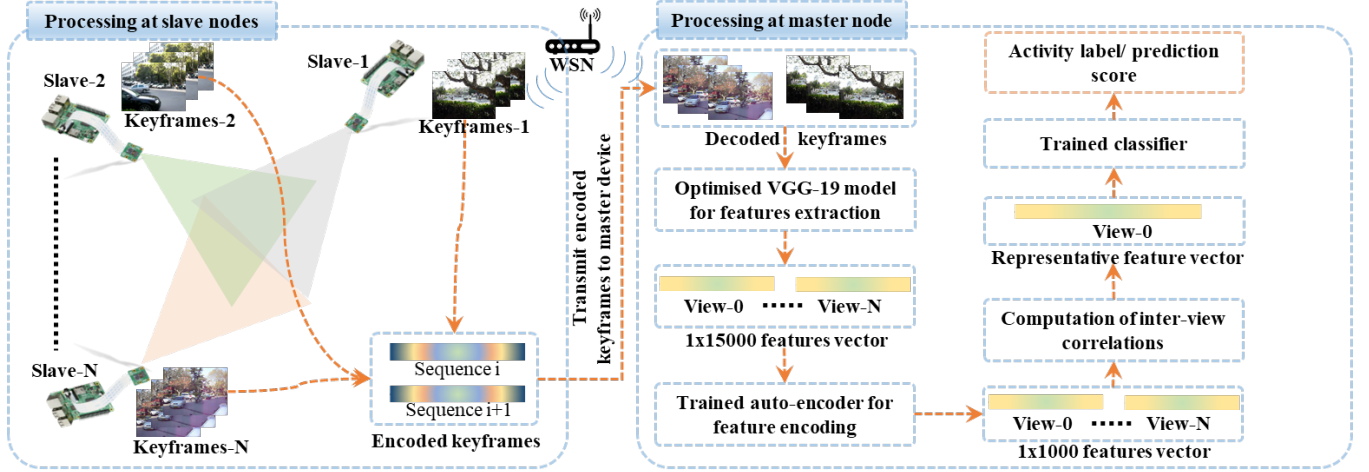 Processing at slave nodes
Slave-2
Keyframes-2
Slave-1
Keyframes-1
WSN
Slave-N
Keyframes-N
Sequence i
Sequence i+1
Encoded keyframes
Transmit encoded
keyframes to master device
Processing at master node
Decoded keyframes
Optimised VGG-19 model
for features extraction
View-0 View-N
1x15000 features vector
Trained auto-encoder for
feature encoding
Activity label/ prediction
score
Trained classifier
View-0
Representative feature vector
Computation of inter-view
correlations
View-0 View-N
1x1000 features vector